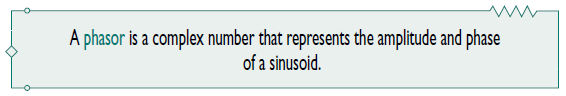 A phasor is a complex number that represents the amplitude and phase
of a sinusoid.